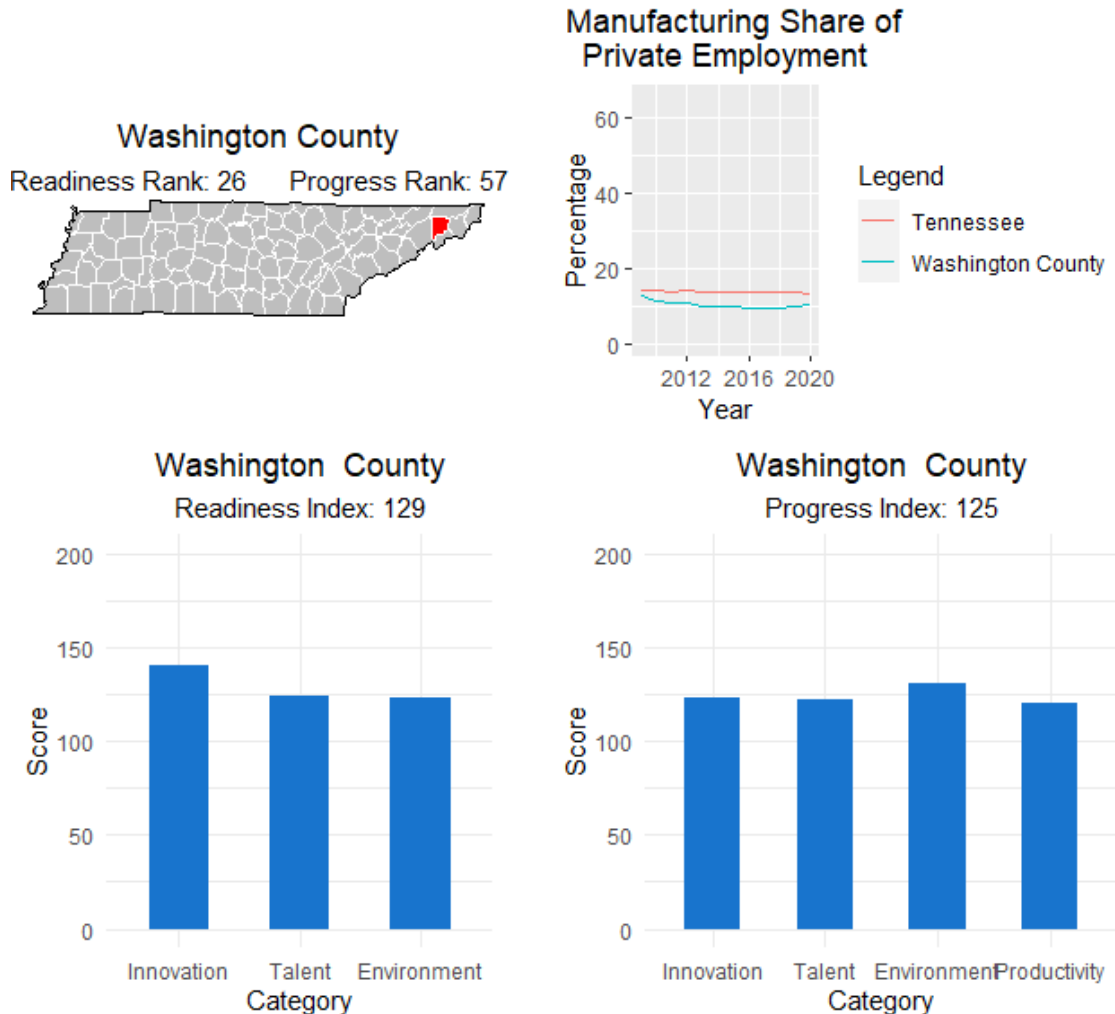 Washington County
Readiness Rank: 26 Progress Rank: 57
Manufacturing Share of
Private Employment
60
40
20
0
Percentage
2012 2016 2020
Year
Legend
Tennessee
Washington County
Washington County
Readiness Index: 129
200
150
100
50
0
Score
Innovation Talent Environment
Category
Washington County
Progress Index: 125
200
150
100
50
0
Score
Innovation Talent Environment Productivity
Category